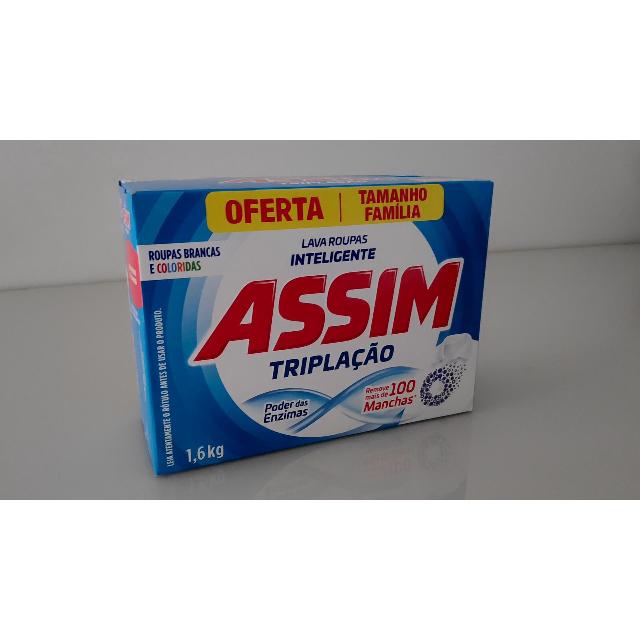 OFERTA
TAMANHO
FAMÍLIA
LAVA ROUPAS
INTELIGENTE
ROUPAS BRANCAS
E COLORIDAS
ASSIM
TRIPLAÇÃO
Poder das
Enzimas
Remove
mais de 100
Manchas*
1,6 kg
LEIA ATENTAMENTE O RÓTULO ANTES DE USAR O PRODUTO.